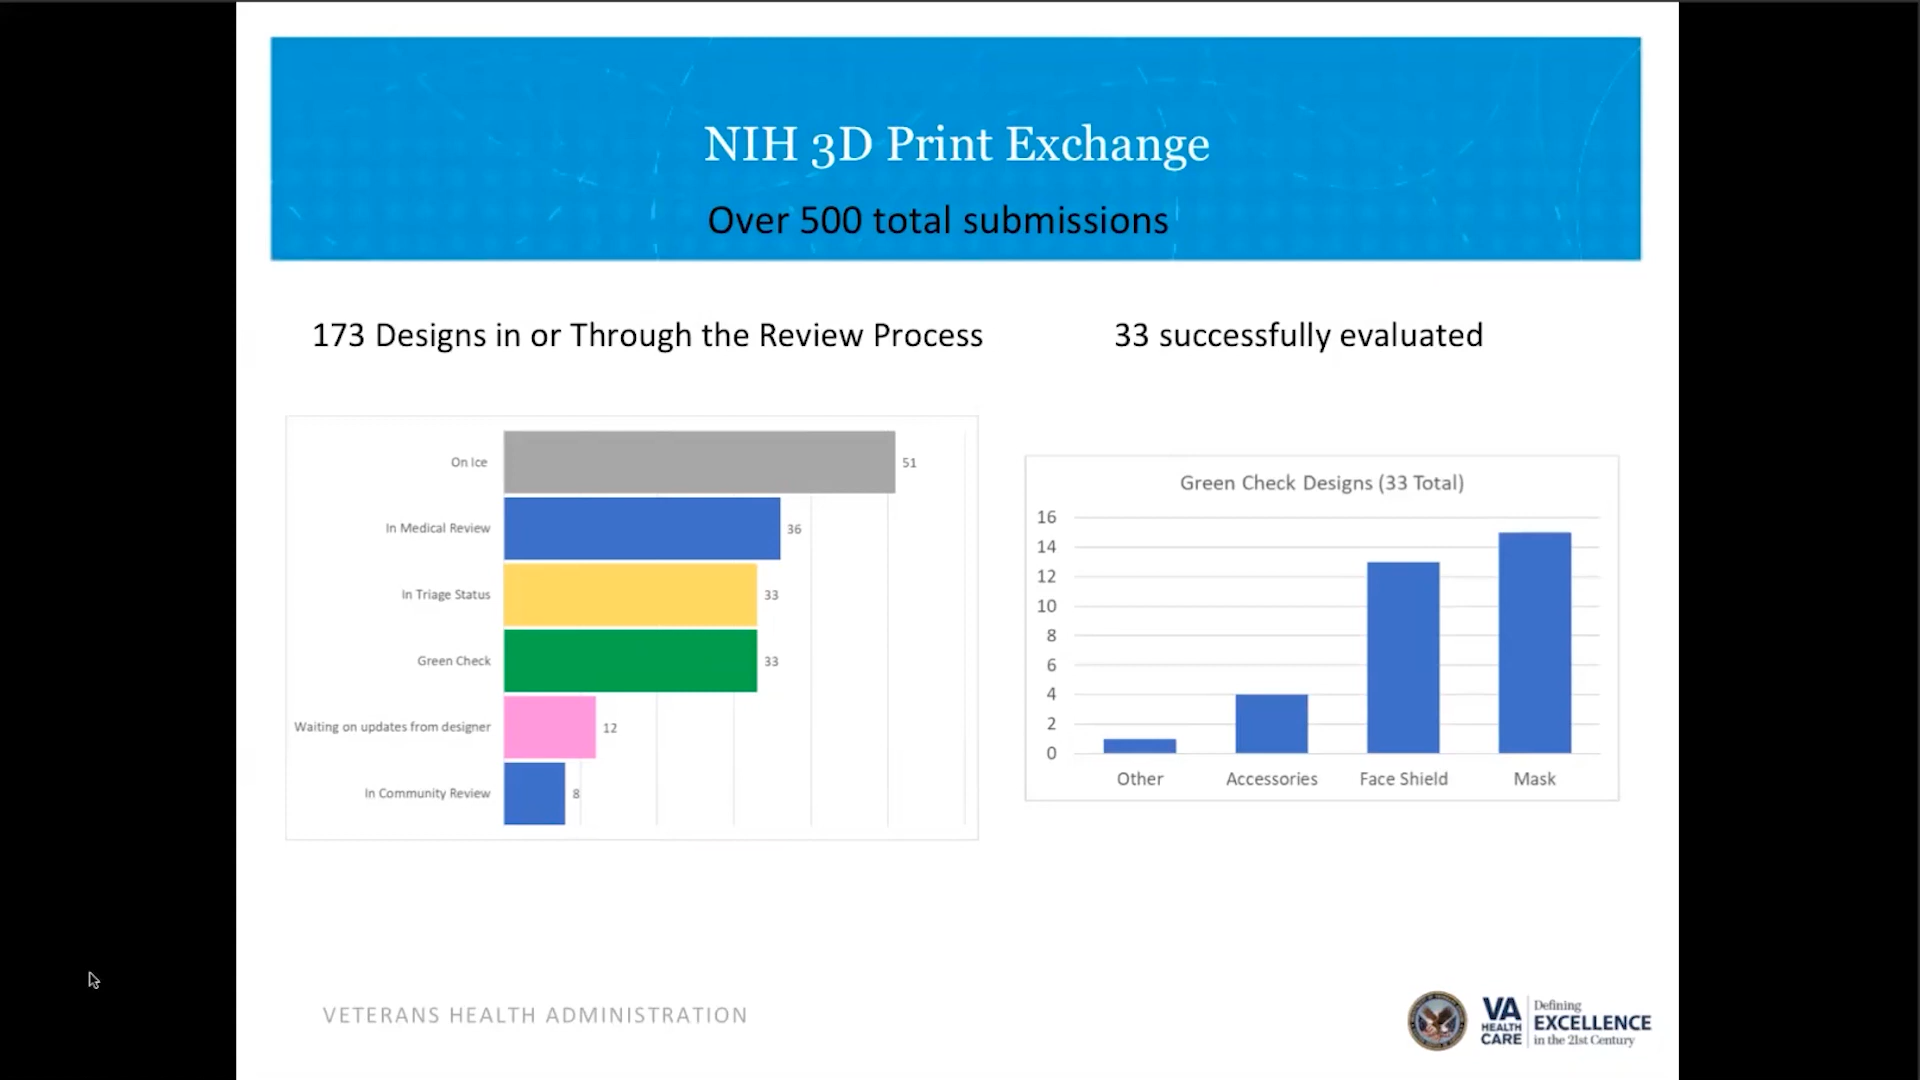 NIH 3D Print Exchange
Over 500 total submissions
173 Designs in or Through the Review Process
33 successfully evaluated
On Ice
51
In Medical Review
36
In Triage Status
33
Green Check
33
Waiting on updates from designer
12
In Community Review
8
Green Check Designs (33 Total)
16
14
12
10
8
6
4
2
0
Other Accessories Face Shield Mask
VETERANS HEALTH ADMINISTRATION
VA
HEALTH
CARE
Defining
EXCELLENCE
in the 21st Century